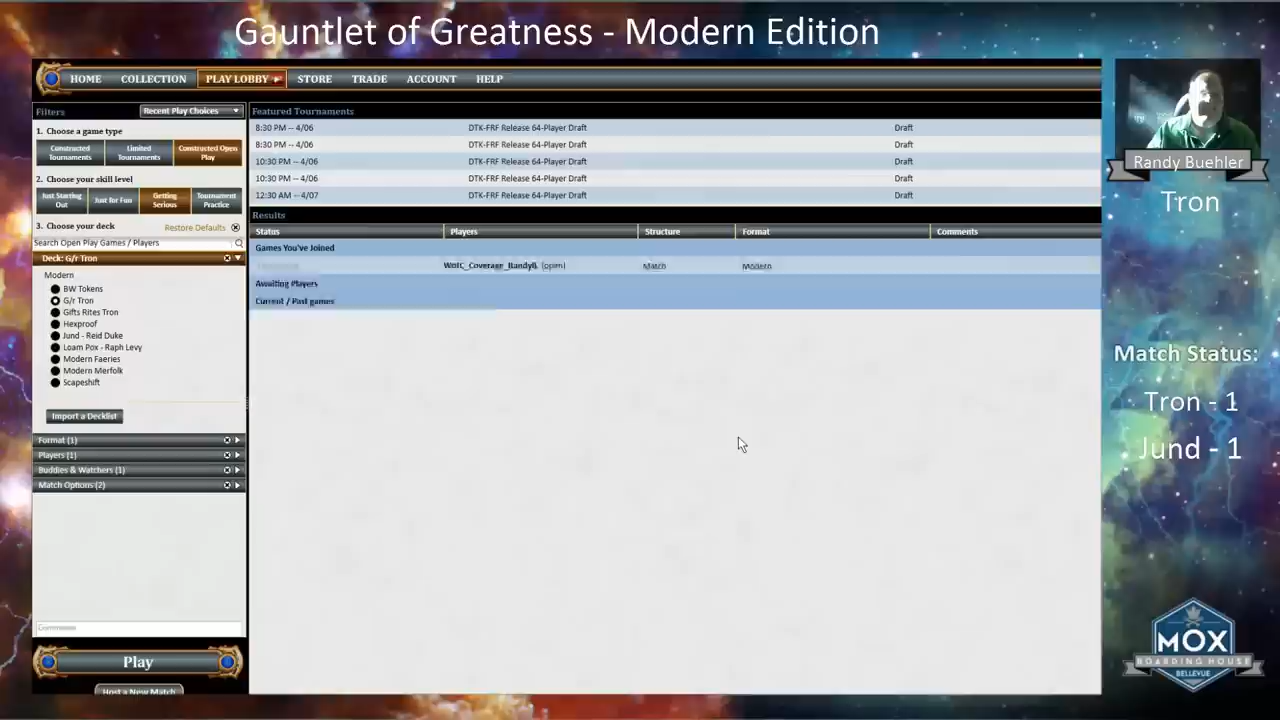 Gauntlet of Greatness - Modern Edition
HOME COLLECTION PLAY LOBBY STORE TRADE ACCOUNT HELP
Filters Recent Play Choices
1. Choose a game type
Constructed Tournaments Limited Tournaments Constructed Open Play
2. Choose your skill level
Just Starting Out Just for Fun Getting Serious Tournament Practice
3. Choose your deck Restore Defaults
Search Open Play Games / Players
Deck: G/r Tron
Modern
BW Tokens
G/r Tron
Gifts Rites Tron
Hexproof
Jund - Reid Duke
Loam Pox - Raph Levy
Modern Faeries
Modern Merfolk
Scapeshift
Import a Decklist
Format (1)
Players (1)
Buddies & Watchers (1)
Match Options (2)
Comments
Play
Host a New Match
Featured Tournaments
8:30 PM -- 4/06 DTK-FRF Release 64-Player Draft Draft
8:30 PM -- 4/06 DTK-FRF Release 64-Player Draft Draft
10:30 PM -- 4/06 DTK-FRF Release 64-Player Draft Draft
10:30 PM -- 4/06 DTK-FRF Release 64-Player Draft Draft
12:30 AM -- 4/07 DTK-FRF Release 64-Player Draft Draft
Results
Status Players Structure Format Comments
Games You've Joined
WotC_Coverage_RandyB, (open) Match Modern
Awaiting Players
Current / Past games
Randy Buehler
Tron
Match Status:
Tron - 1
Jund - 1
MOX
BOARDING HOUSE
BELLEVUE